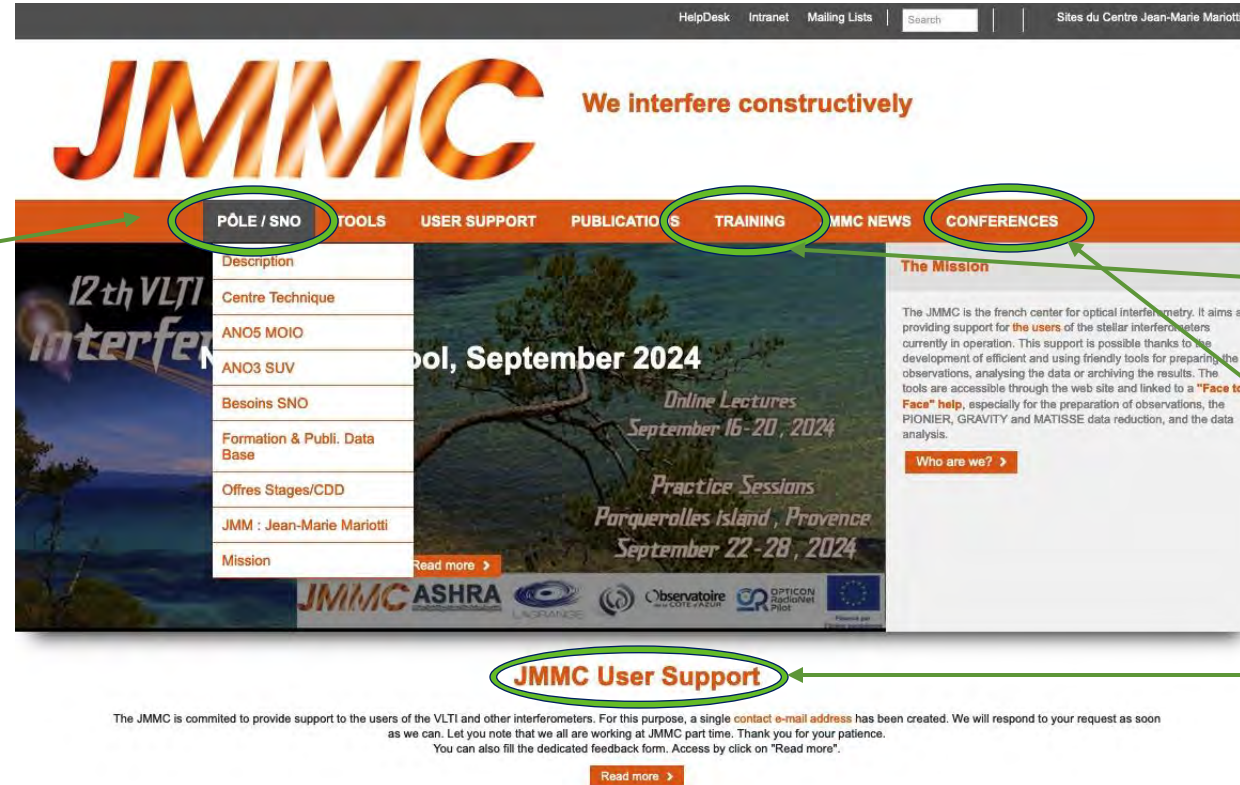 HelpDesk Intranet Mailing Lists Search Sites du Centre Jean-Marie Mariotti
JMMC
We interfere constructively
PÔLE / SNO TOOLS USER SUPPORT PUBLICATIONS TRAINING JMMC NEWS CONFERENCES
Description
Centre Technique
ANO5 MOIO
ANO3 SUV
Besoins SNO
Formation & Publi. Data
Base
Offres Stages/CDD
JMM : Jean-Marie Mariotti
Mission
12th VLTI
September 2024
Online Lectures
September 16-20, 2024
Practice Sessions
Porquerolles island, Provence
September 22-28, 2024
Read more >
JMMC ASHRA LAGRANGE Observatoire de la CÔTE d'AZUR OPTICON RadioNet Pilot
The Mission
The JMMC is the french center for optical interferometry. It aims a
providing support for the users of the stellar interferometers
currently in operation. This support is possible thanks to the
development of efficient and using friendly tools for preparing the
observations, analysing the data or archiving the results. The
tools are accessible through the web site and linked to a "Face to
Face" help, especially for the preparation of observations, the
PIONIER, GRAVITY and MATISSE data reduction, and the data
analysis.
Who are we? >
JMMC User Support
The JMMC is commited to provide support to the users of the VLTI and other interferometers. For this purpose, a single contact e-mail address has been created. We will respond to your request as soon
as we can. Let you note that we all are working at JMMC part time. Thank you for your patience.
You can also fill the dedicated feedback form. Access by click on "Read more".
Read more >